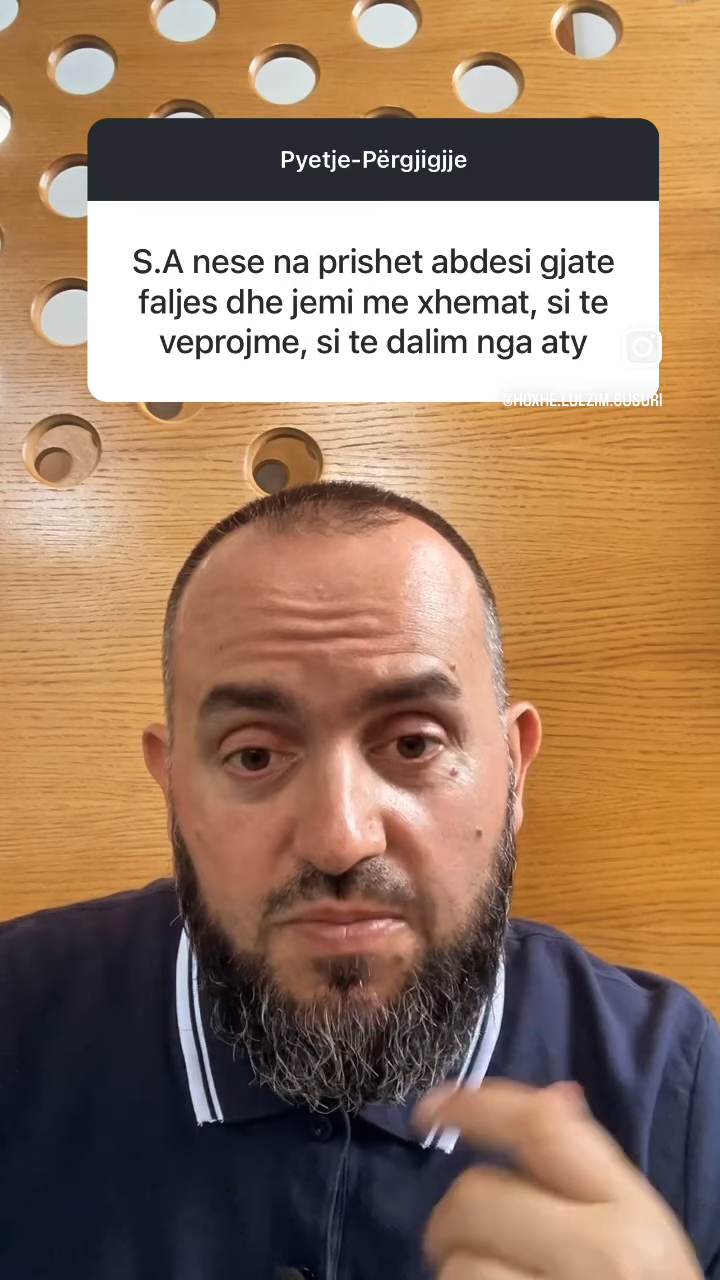 Pyetje-Përgjigjje
S.A nese na prishet abdesi gjate
faljes dhe jemi me xhemat, si te
veprojme, si te dalim nga aty
@HOXHE.LULZIM.SUSURI